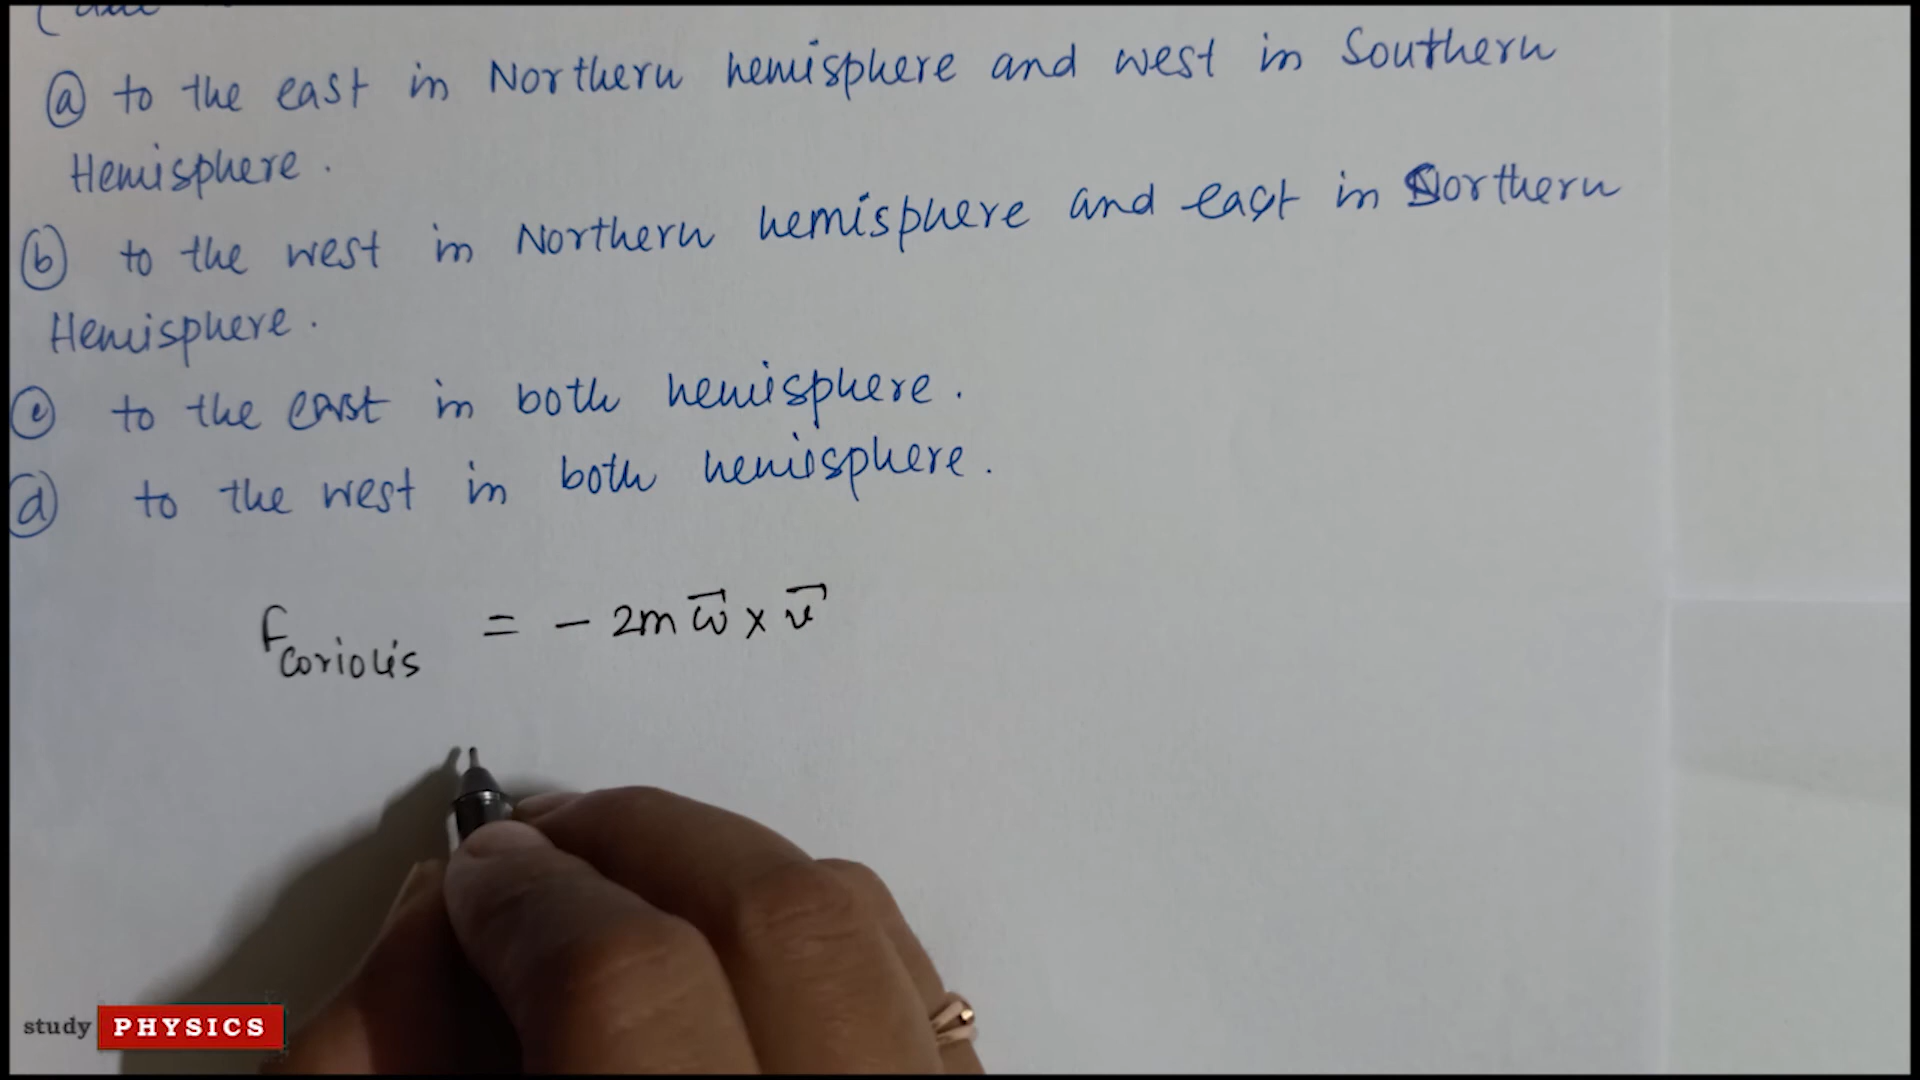 (a) to the east in Northern hemisphere and west in Southern
Hemisphere.
(b) to the west in Northern hemisphere and east in Sorthern
Hemisphere.
(c) to the east in both hemisphere.
(d) to the west in both hemisphere.
F_coriolis = - 2m ω⃗ × v⃗
study PHYSICS